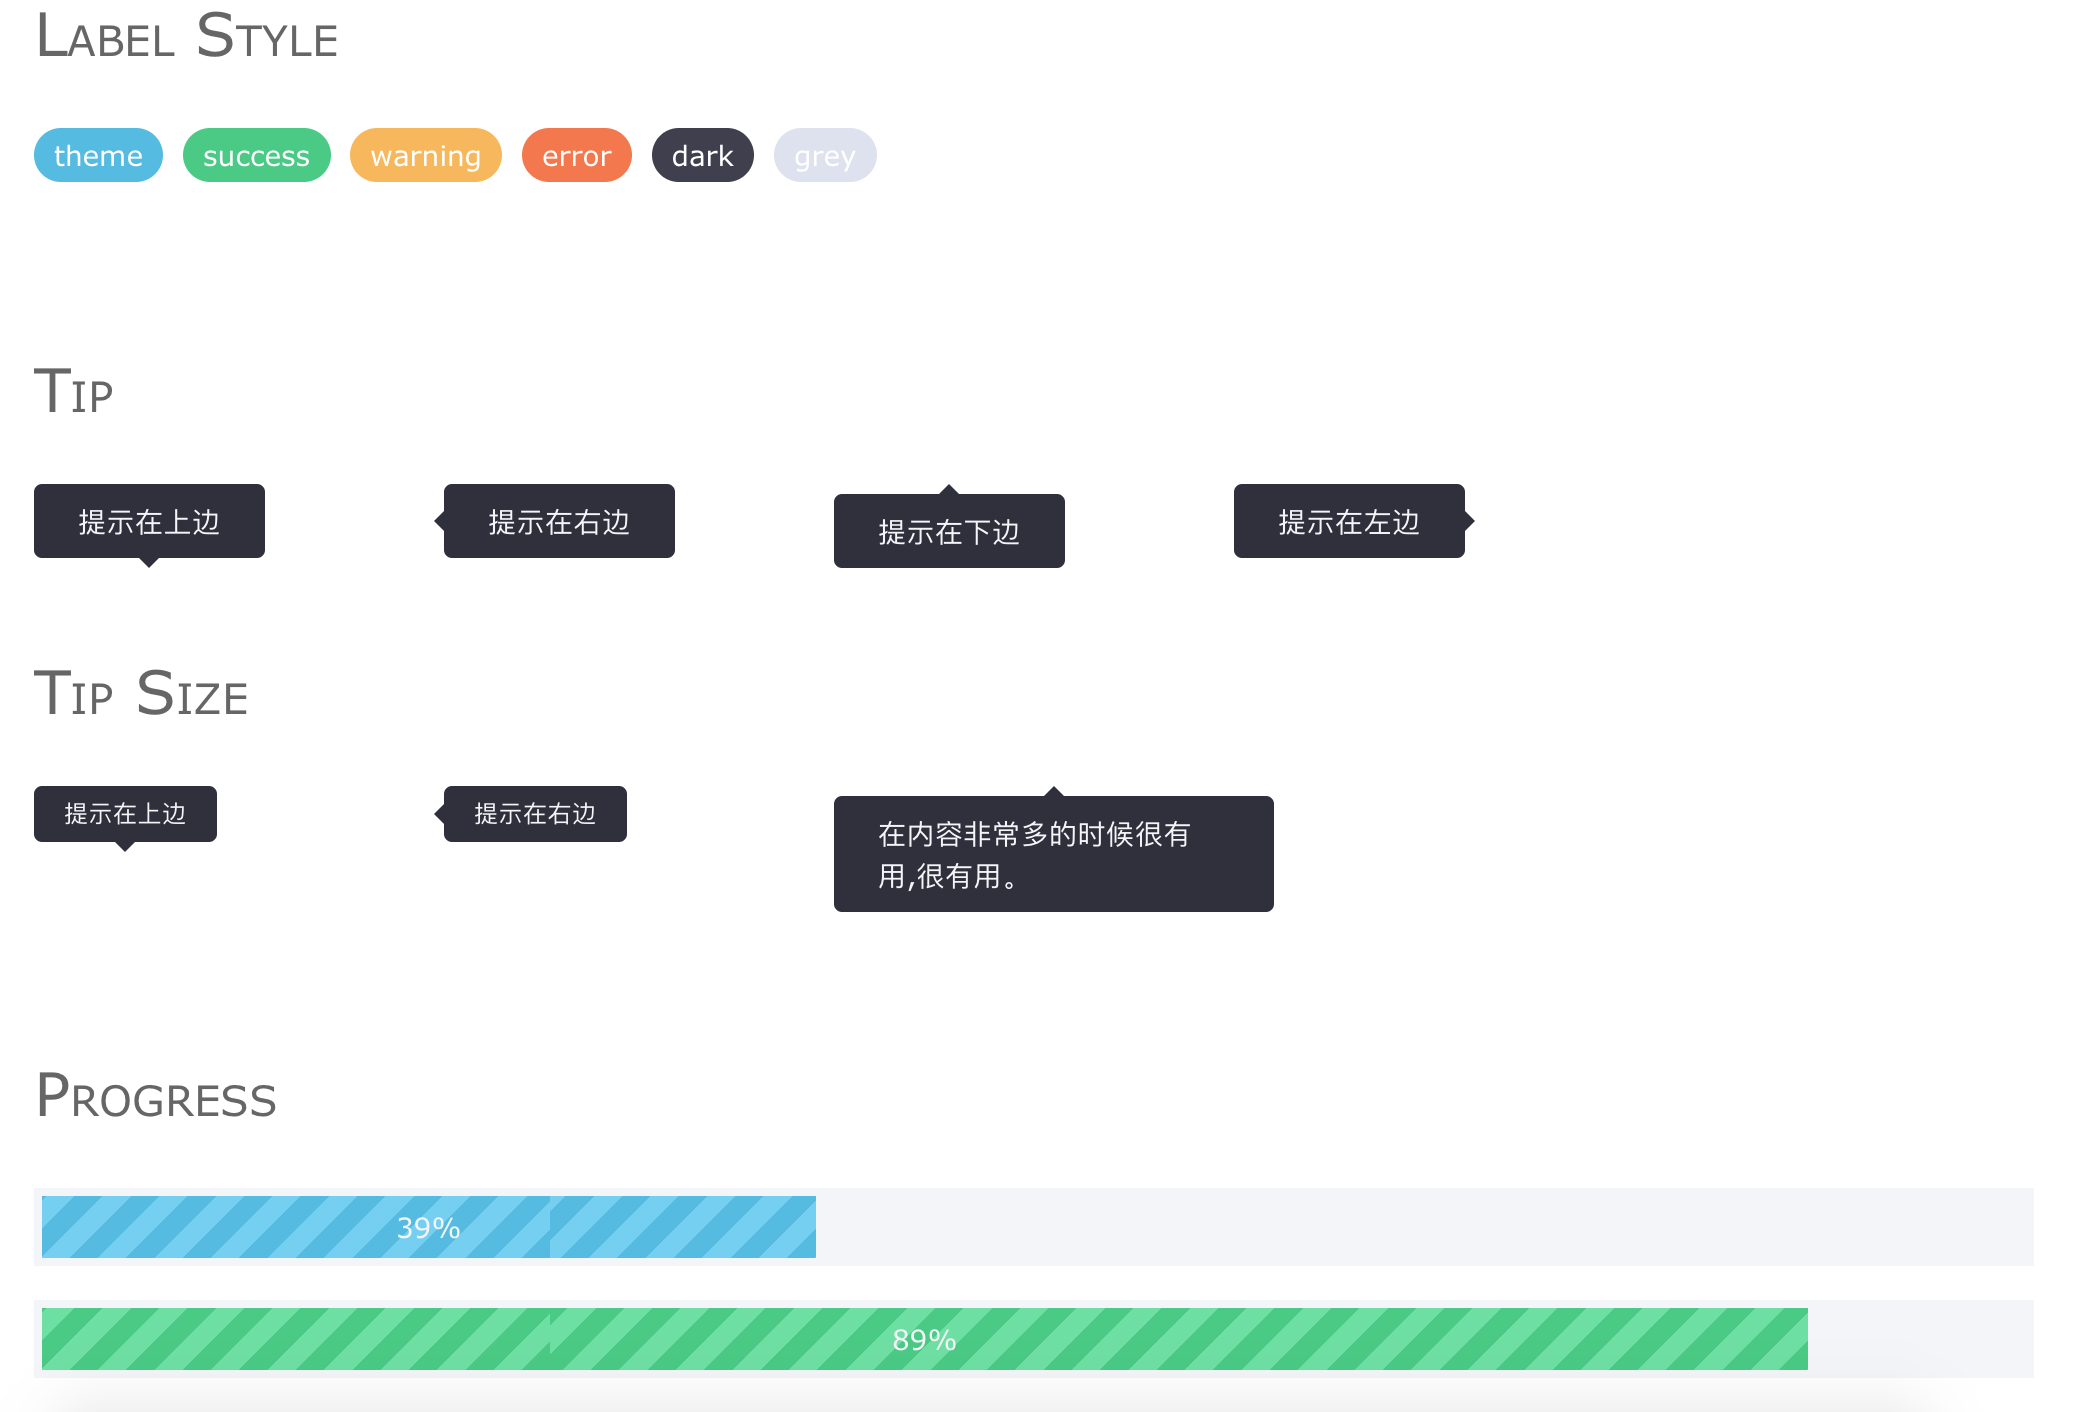 Label Style
theme success warning error dark grey
Tip
提示在上边 提示在右边 提示在下边 提示在左边
Tip Size
提示在上边 提示在右边 在内容非常多的时候很有
用,很有用。
Progress
39%
89%